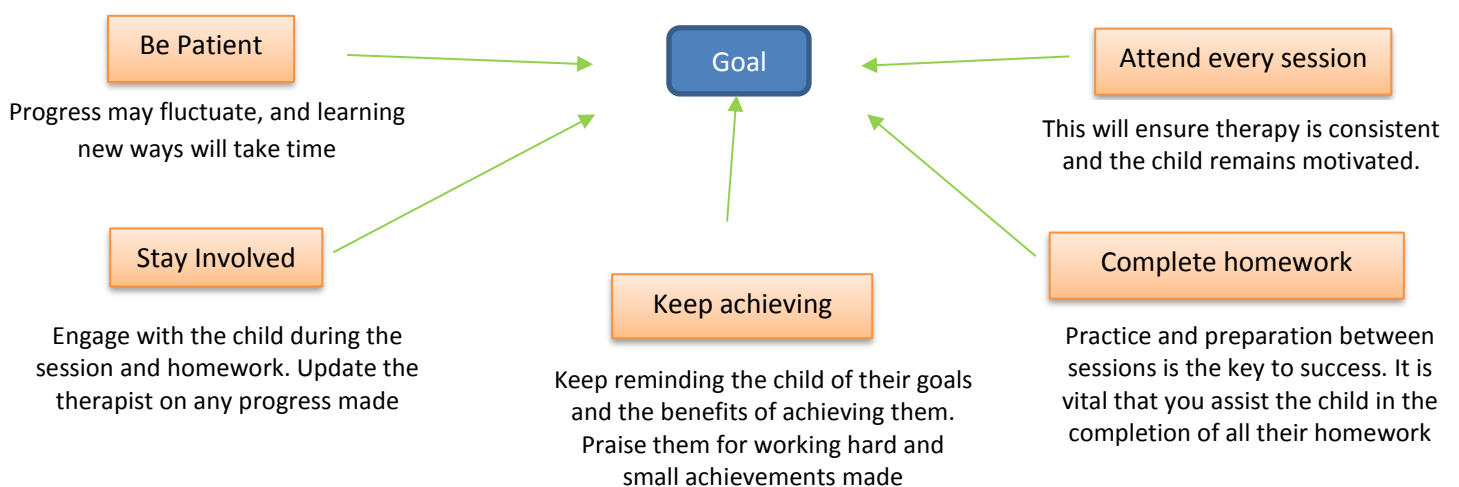 Be Patient
Progress may fluctuate, and learning
new ways will take time
Goal
Attend every session
This will ensure therapy is consistent
and the child remains motivated.
Stay Involved
Engage with the child during the
session and homework. Update the
therapist on any progress made
Keep achieving
Keep reminding the child of their goals
and the benefits of achieving them.
Praise them for working hard and
small achievements made
Complete homework
Practice and preparation between
sessions is the key to success. It is
vital that you assist the child in the
completion of all their homework